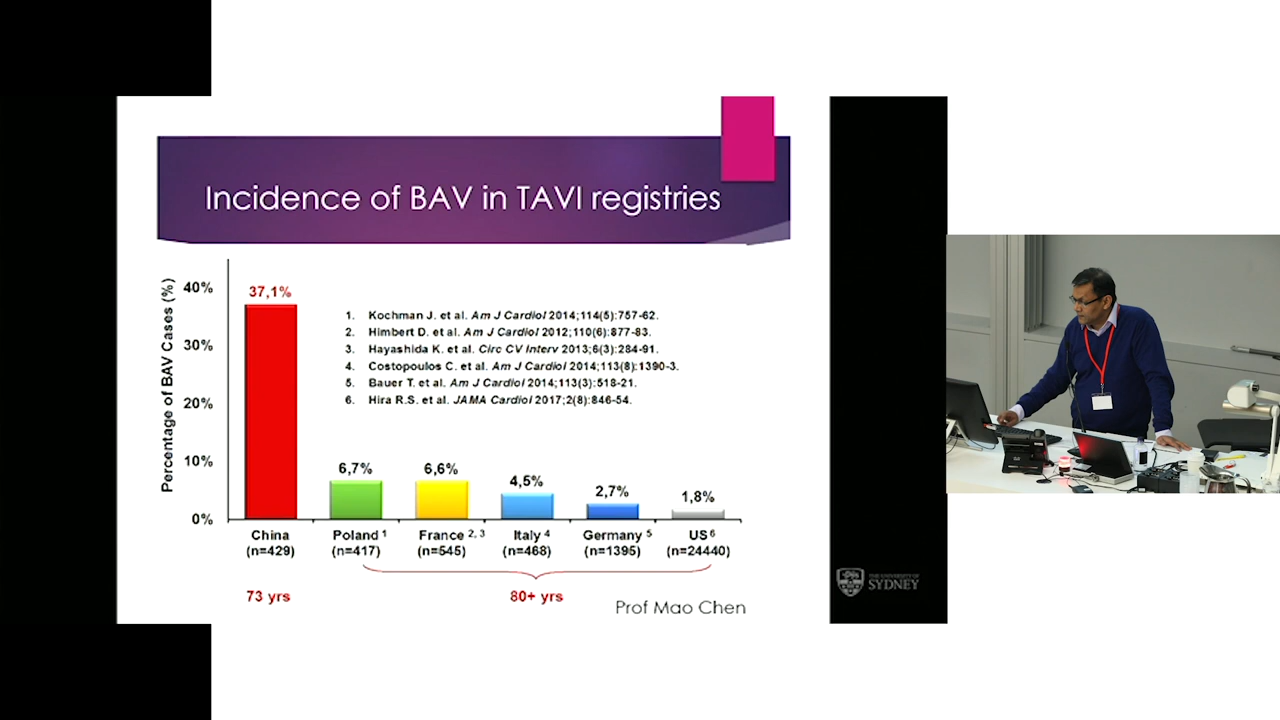 Incidence of BAV in TAVI registries
Percentage of BAV Cases (%)
40%
30%
20%
10%
0%
37,1%
6,7%
6,6%
4,5%
2,7%
1,8%
1. Kochman J. et al. Am J Cardiol 2014;114(5):757-62.
2. Himbert D. et al. Am J Cardiol 2012;110(6):877-83.
3. Hayashida K. et al. Circ CV Interv 2013;6(3):284-91.
4. Costopoulos C. et al. Am J Cardiol 2014;113(8):1390-3.
5. Bauer T. et al. Am J Cardiol 2014;113(3):518-21.
6. Hira R.S. et al. JAMA Cardiol 2017;2(8):846-54.
China
(n=429)
Poland 1
(n=417)
France 2, 3
(n=545)
Italy 4
(n=468)
Germany 5
(n=1395)
US 6
(n=24440)
73 yrs
80+ yrs
Prof Mao Chen
THE UNIVERSITY OF
SYDNEY